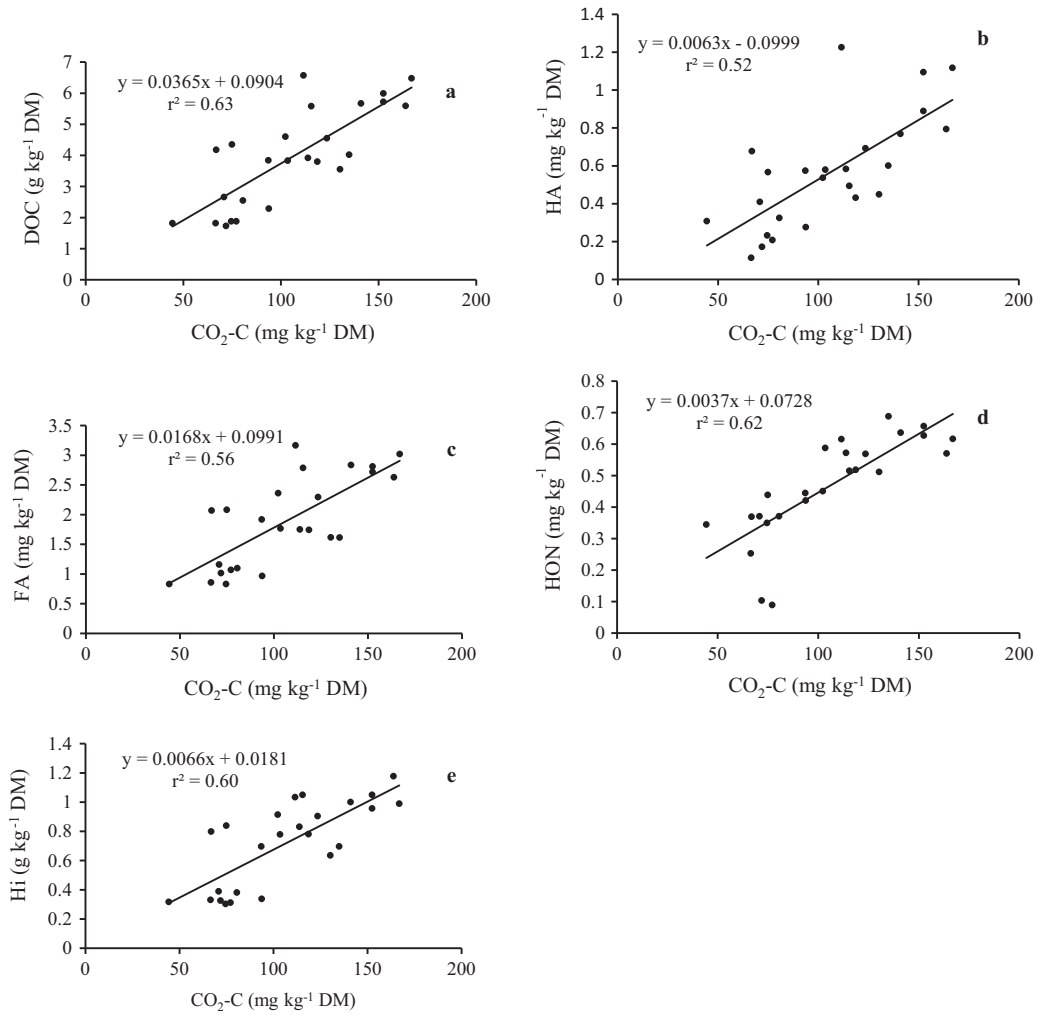 y = 0.0365x + 0.0904
r² = 0.63
a
DOC (g kg⁻¹ DM)
7
6
5
4
3
2
1
0
0 50 100 150 200
CO₂-C (mg kg⁻¹ DM)
y = 0.0063x - 0.0999
r² = 0.52
b
HA (mg kg⁻¹ DM)
1.4
1.2
1
0.8
0.6
0.4
0.2
0
0 50 100 150 200
CO₂-C (mg kg⁻¹ DM)
y = 0.0168x + 0.0991
r² = 0.56
c
FA (mg kg⁻¹ DM)
3.5
3
2.5
2
1.5
1
0.5
0
0 50 100 150 200
CO₂-C (mg kg⁻¹ DM)
y = 0.0037x + 0.0728
r² = 0.62
d
HON (mg kg⁻¹ DM)
0.8
0.7
0.6
0.5
0.4
0.3
0.2
0.1
0
0 50 100 150 200
CO₂-C (mg kg⁻¹ DM)
y = 0.0066x + 0.0181
r² = 0.60
e
Hi (g kg⁻¹ DM)
1.4
1.2
1
0.8
0.6
0.4
0.2
0
0 50 100 150 200
CO₂-C (mg kg⁻¹ DM)